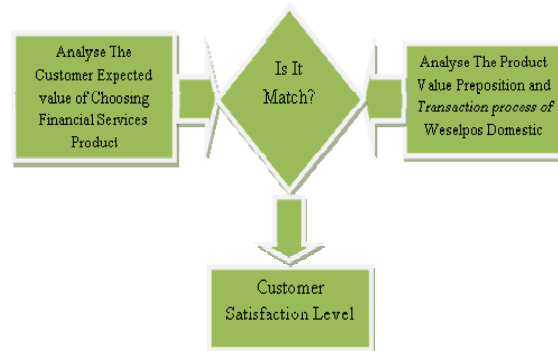 Analyse The
Customer Expected
value of Choosing
Financial Services
Product
Is It
Match?
Analyse The Product
Value Preposition and
Transaction process of
Weselpos Domestic
Customer
Satisfaction Level